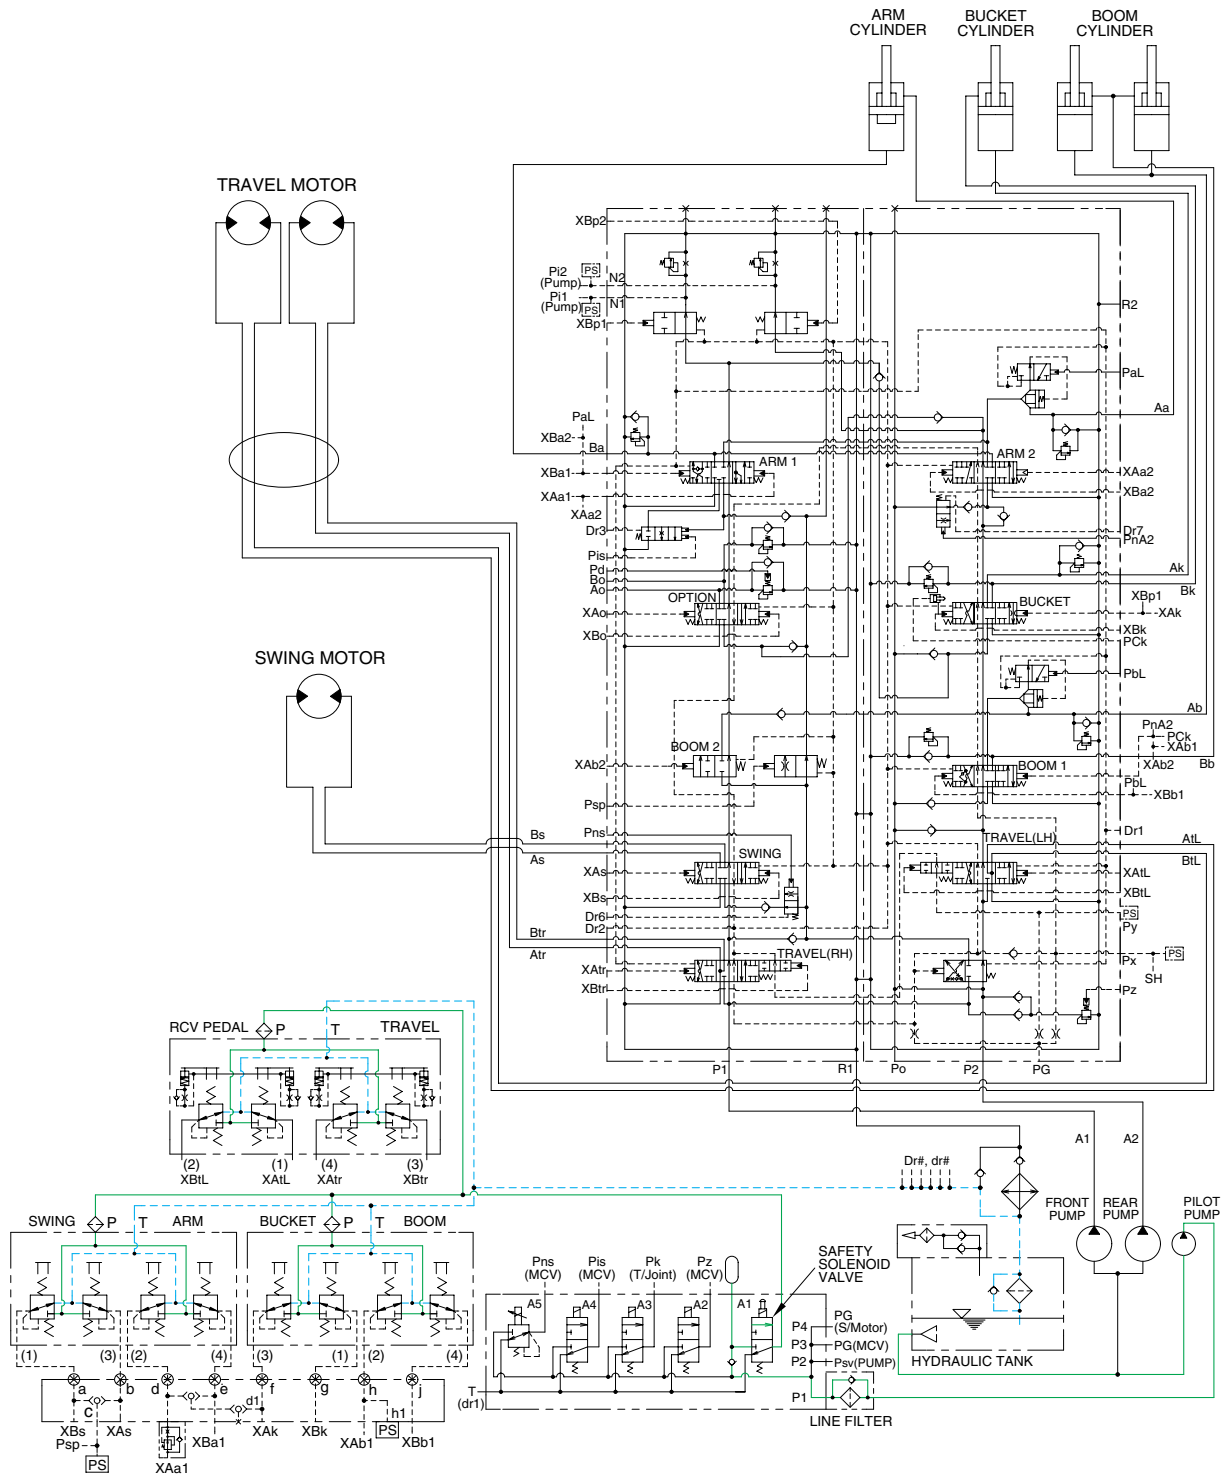 ARM
CYLINDER
BUCKET
CYLINDER
BOOM
CYLINDER
TRAVEL MOTOR
XBp2
Pi2
(Pump)
PS
N2
Pi1
(Pump)
PS
N1
XBp1
R2
PaL
Aa
PaL
XBa2
Ba
XBa1
ARM 1
ARM 2
XAa2
XBa2
XAa1
XAa2
Dr3
Dr7
PnA2
Pis
Pd
Bo
Ao
Ak
Bk
OPTION
BUCKET
XBp1
XAo
XAk
XBo
XBk
PCk
SWING MOTOR
PbL
Ab
PnA2
PCk
XAb1
BOOM 2
XAb2
BOOM 1
XAb2
Bb
PbL
XBb1
Psp
Pns
Bs
As
Dr1
AtL
TRAVEL(LH)
BtL
SWING
XAs
XAtL
XBs
XBtL
Dr6
PS
Dr2
Py
Btr
Atr
TRAVEL(RH)
PS
XAtr
Px
SH
XBtr
Pz
P1
R1
Po
P2
PG
RCV PEDAL
P
T
TRAVEL
(2)
XBtL
(1)
XAtL
(4)
XAtr
(3)
XBtr
A1
A2
Dr#, dr#
FRONT
PUMP
REAR
PUMP
PILOT
PUMP
SWING
P
T
ARM
BUCKET
P
T
BOOM
HYDRAULIC TANK
SAFETY
SOLENOID
VALVE
Pns
(MCV)
Pis
(MCV)
Pk
(T/Joint)
Pz
(MCV)
A5
A4
A3
A2
A1
P4
PG
(S/Motor)
P3
PG(MCV)
P2
Psv(PUMP)
P1
T
(dr1)
LINE FILTER
(1)
(3)
(2)
(4)
(3)
(1)
(2)
(4)
a
b
d
e
f
g
h
j
c
d1
h1
XBs
XAs
XBa1
XAk
XBk
XAb1
PS
XBb1
Psp
PS
XAa1